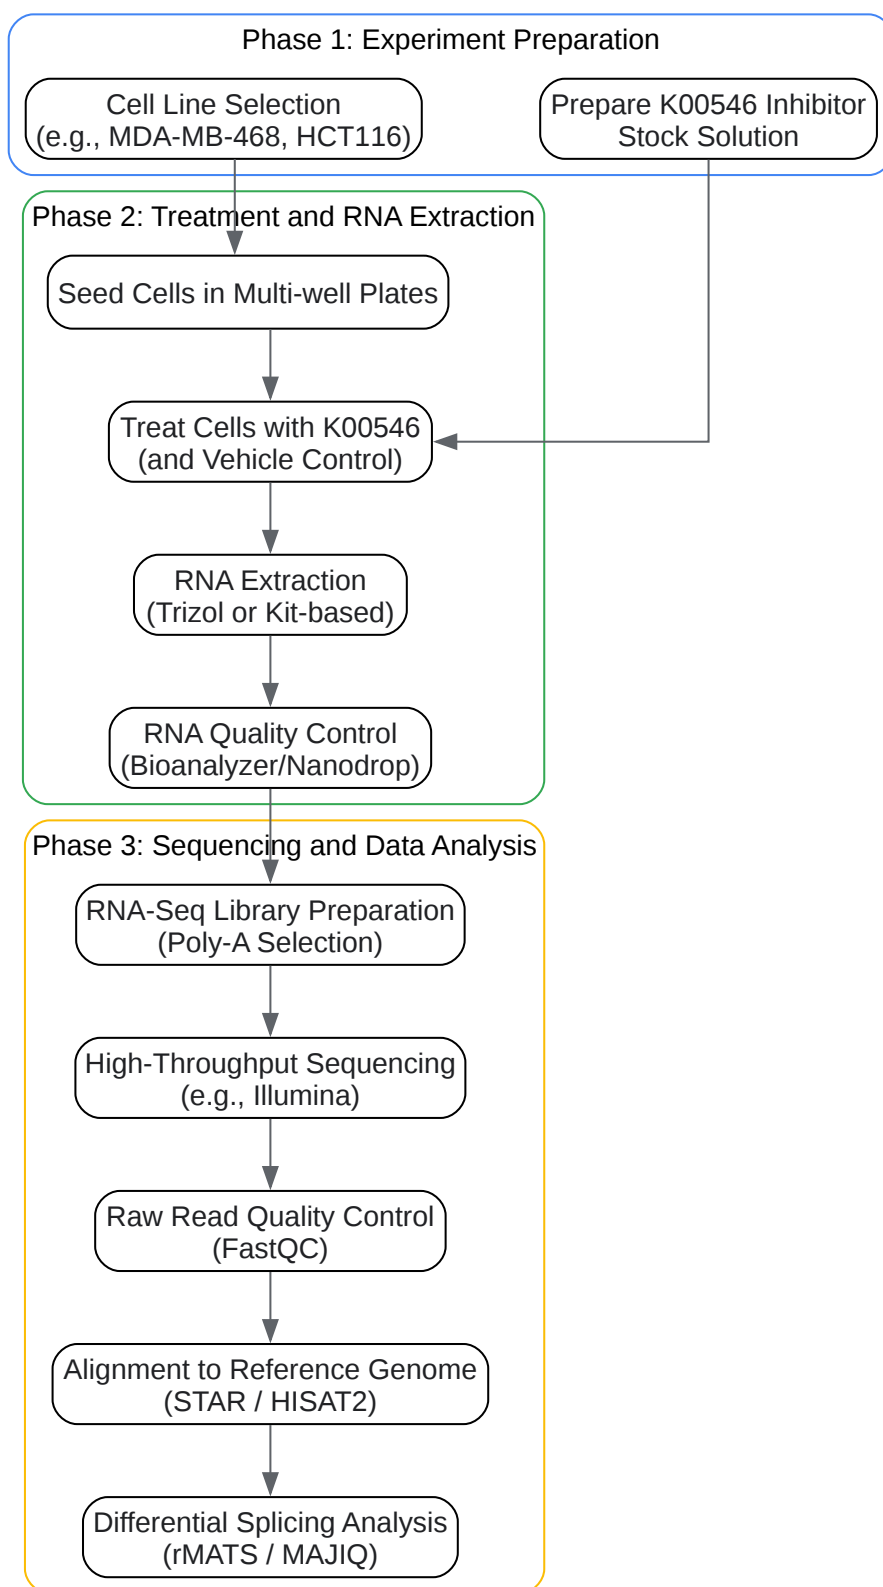 Phase 1: Experiment Preparation
Cell Line Selection
(e.g., MDA-MB-468, HCT116)
Prepare K00546 Inhibitor
Stock Solution
Phase 2: Treatment and RNA Extraction
Seed Cells in Multi-well Plates
Treat Cells with K00546
(and Vehicle Control)
RNA Extraction
(Trizol or Kit-based)
RNA Quality Control
(Bioanalyzer/Nanodrop)
Phase 3: Sequencing and Data Analysis
RNA-Seq Library Preparation
(Poly-A Selection)
High-Throughput Sequencing
(e.g., Illumina)
Raw Read Quality Control
(FastQC)
Alignment to Reference Genome
(STAR / HISAT2)
Differential Splicing Analysis
(rMATS / MAJIQ)